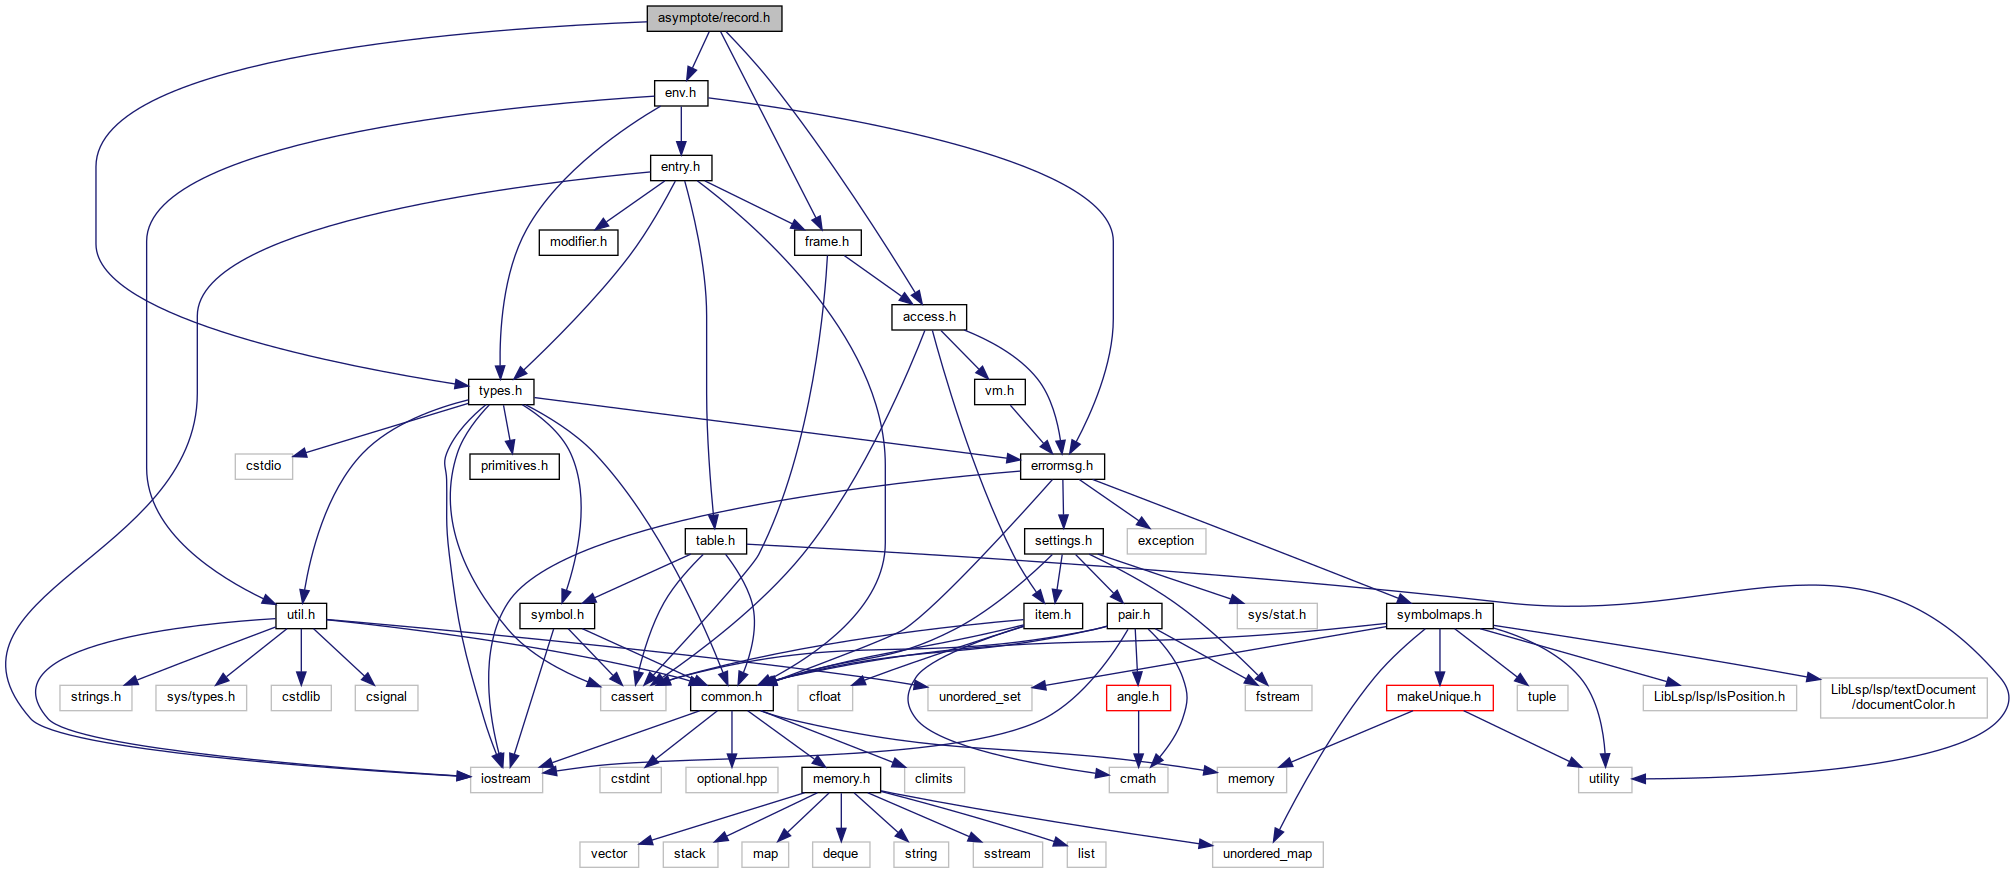 asymptote/record.h
env.h
entry.h
modifier.h
frame.h
access.h
types.h
vm.h
cstdio
primitives.h
errormsg.h
table.h
settings.h
exception
util.h
symbol.h
item.h
pair.h
sys/stat.h
symbolmaps.h
strings.h
sys/types.h
cstdlib
csignal
cassert
common.h
cfloat
unordered_set
angle.h
fstream
makeUnique.h
tuple
LibLsp/lsp/lsPosition.h
LibLsp/lsp/textDocument
/documentColor.h
iostream
cstdint
optional.hpp
memory.h
climits
cmath
memory
utility
vector
stack
map
deque
string
sstream
list
unordered_map